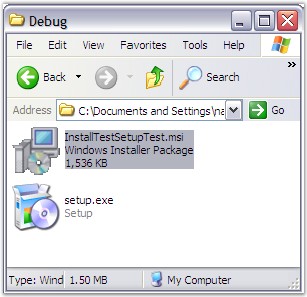 Debug
File Edit View Favorites Tools Help
Back Search
Address C:\Documents and Settings\na Go
InstallTestSetupTest.msi
Windows Installer Package
1,536 KB
setup.exe
Setup
Type: Wind 1.50 MB My Computer